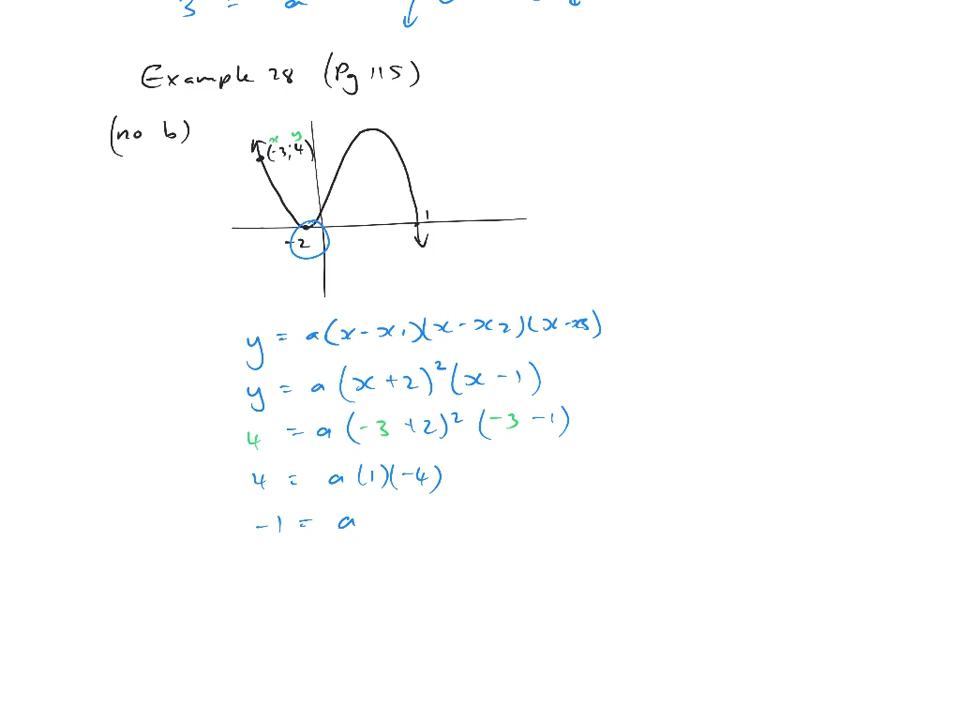 3 = a
Example 28 (Pg 115)
(no b)
x y
(-3;4)
1
-2
y = a(x-x1)(x-x2)(x-x3)
y = a(x+2)²(x-1)
4 = a(-3+2)²(-3-1)
4 = a(1)(-4)
-1 = a